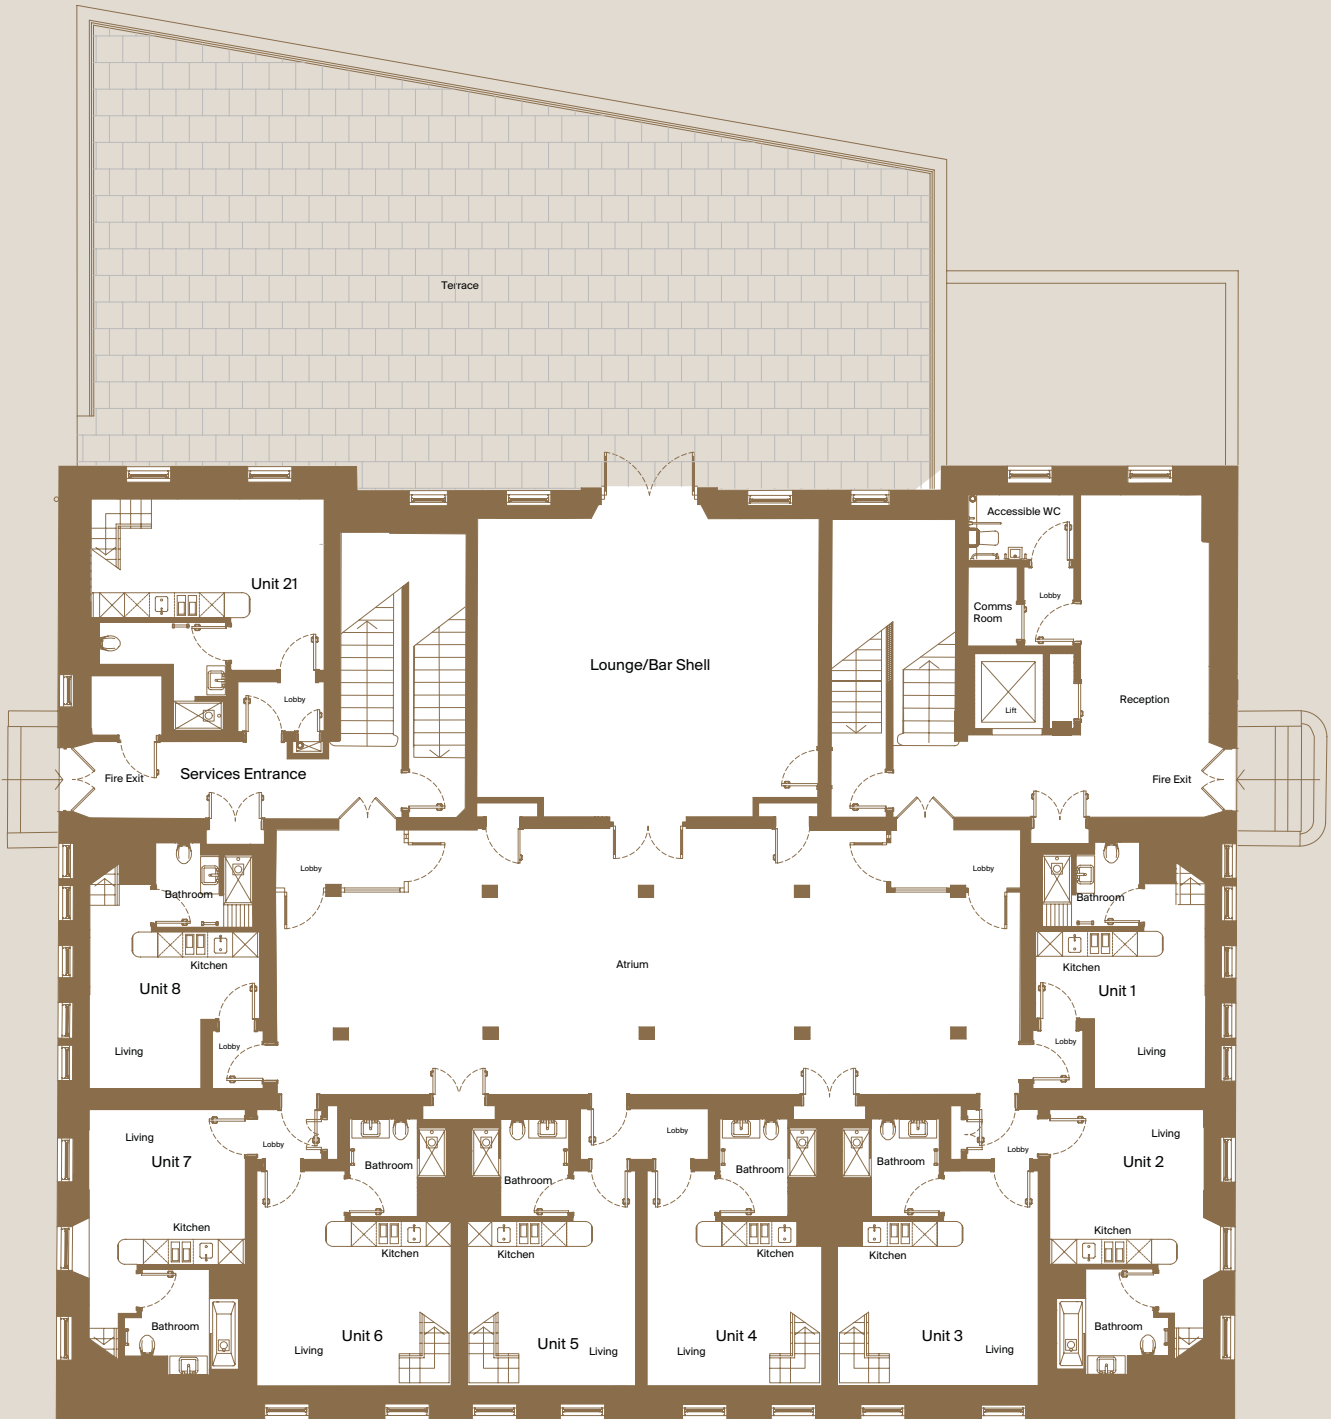 Terrace
Accessible WC
Unit 21
Comms
Room
Lobby
Lounge/Bar Shell
Lobby
Lift
Reception
Fire Exit
Services Entrance
Fire Exit
Lobby
Lobby
Bathroom
Bathroom
Kitchen
Atrium
Kitchen
Unit 8
Unit 1
Lobby
Lobby
Living
Living
Living
Lobby
Lobby
Living
Unit 7
Bathroom
Bathroom
Bathroom
Bathroom
Lobby
Unit 2
Kitchen
Kitchen
Kitchen
Kitchen
Kitchen
Kitchen
Bathroom
Unit 6
Unit 5
Unit 4
Unit 3
Bathroom
Living
Living
Living
Living